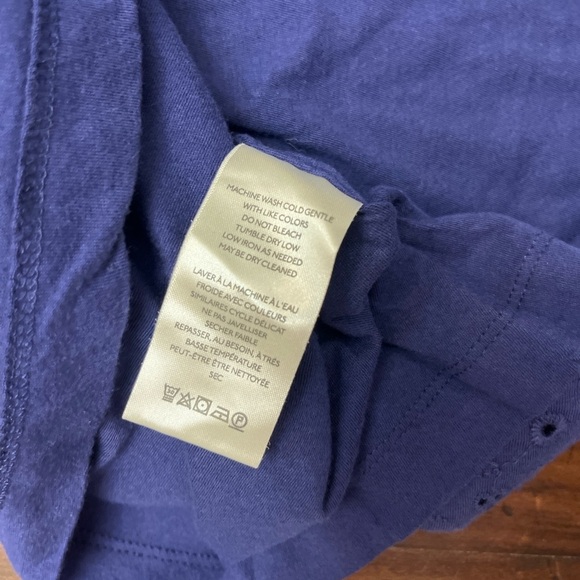 MACHINE WASH COLD GENTLE
WITH LIKE COLORS
DO NOT BLEACH
TUMBLE DRY LOW
LOW IRON AS NEEDED
MAY BE DRY CLEANED
LAVER À LA MACHINE À L'EAU
FROIDE AVEC COULEURS
SIMILAIRES CYCLE DÉLICAT
NE PAS JAVELLISER
SECHER FAIBLE
REPASSER, AU BESOIN, À TRÈS
BASSE TEMPÉRATURE
PEUT-ÊTRE ÊTRE NETTOYÉE
SEC
30 P